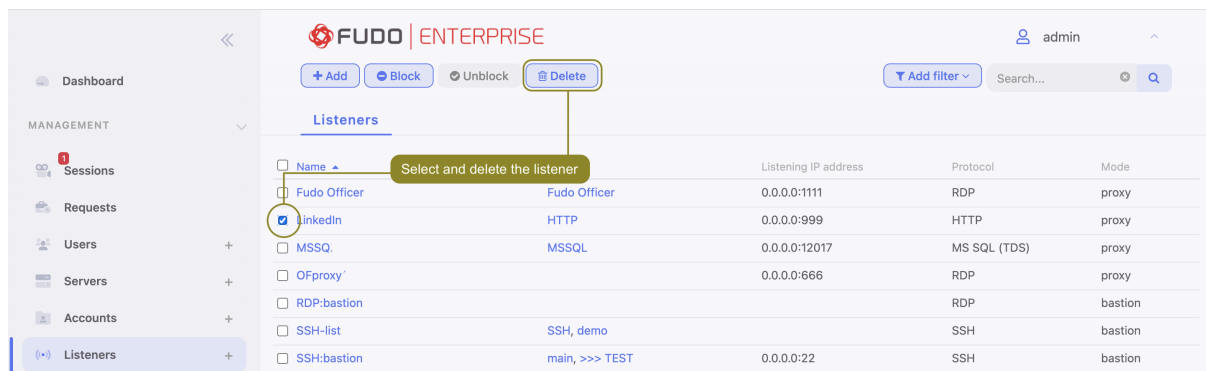 FUDO ENTERPRISE
admin
+ Add
Block
Unblock
Delete
Add filter
Search...
Dashboard
MANAGEMENT
1
Sessions
Requests
Users +
Servers +
Accounts +
Listeners +
Listeners
Select and delete the listener
Name Listening IP address Protocol Mode
Fudo Officer Fudo Officer 0.0.0.0:1111 RDP proxy
LinkedIn HTTP 0.0.0.0:999 HTTP proxy
MSSQ. MSSQL 0.0.0.0:12017 MS SQL (TDS) proxy
OFproxy´ 0.0.0.0:666 RDP proxy
RDP:bastion RDP bastion
SSH-list SSH, demo SSH bastion
SSH:bastion main, >>> TEST 0.0.0.0:22 SSH bastion